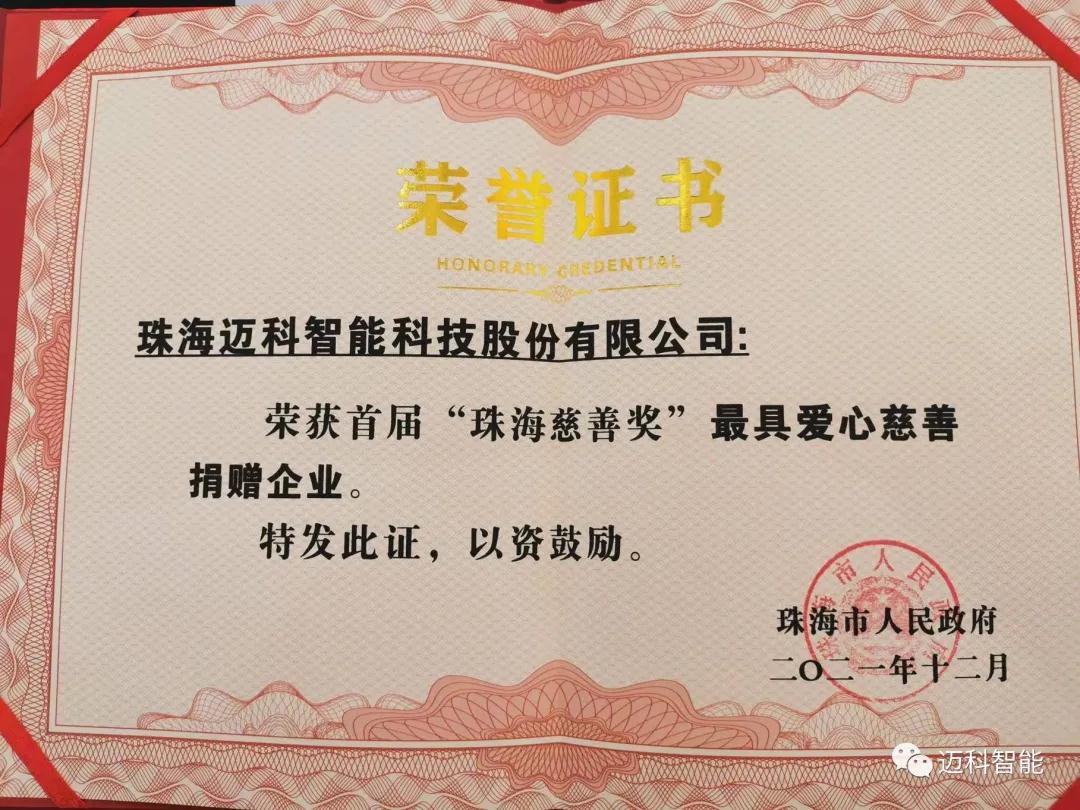 荣誉证书
HONORARY CREDENTIAL
珠海迈科智能科技股份有限公司:
荣获首届“珠海慈善奖”最具爱心慈善
捐赠企业。
特发此证，以资鼓励。
珠海市人民政府
二〇二一年十二月
迈科智能